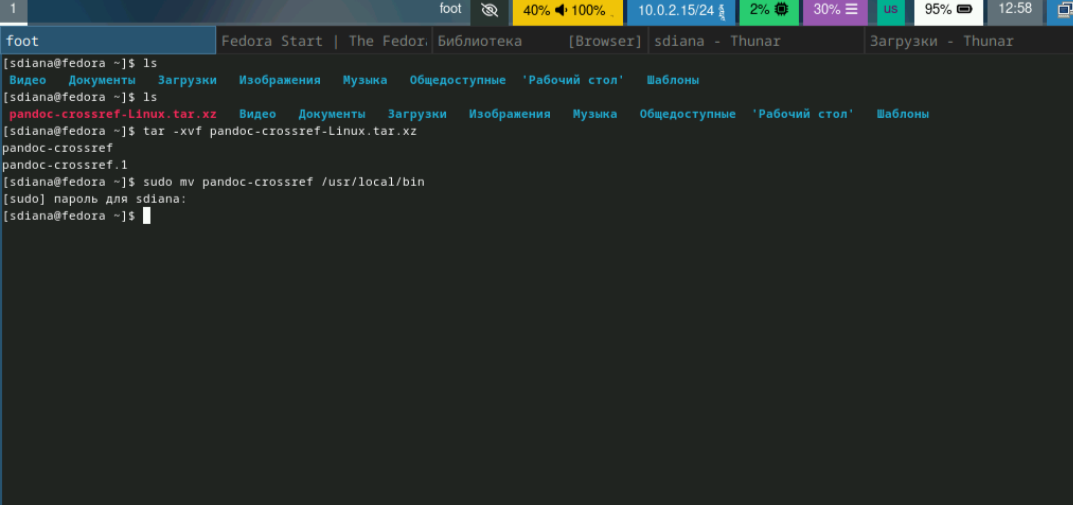 1 foot 40% 100% 10.0.2.15/24 2% 30% us 95% 12:58
foot Fedora Start | The Fedor. Библиотека [Browser] sdiana - Thunar Загрузки - Thunar
[sdiana@fedora ~]$ ls
Видео Документы Загрузки Изображения Музыка Общедоступные 'Рабочий стол' Шаблоны
[sdiana@fedora ~]$ ls
pandoc-crossref-Linux.tar.xz Видео Документы Загрузки Изображения Музыка Общедоступные 'Рабочий стол' Шаблоны
[sdiana@fedora ~]$ tar -xvf pandoc-crossref-Linux.tar.xz
pandoc-crossref
pandoc-crossref.1
[sdiana@fedora ~]$ sudo mv pandoc-crossref /usr/local/bin
[sudo] пароль для sdiana:
[sdiana@fedora ~]$